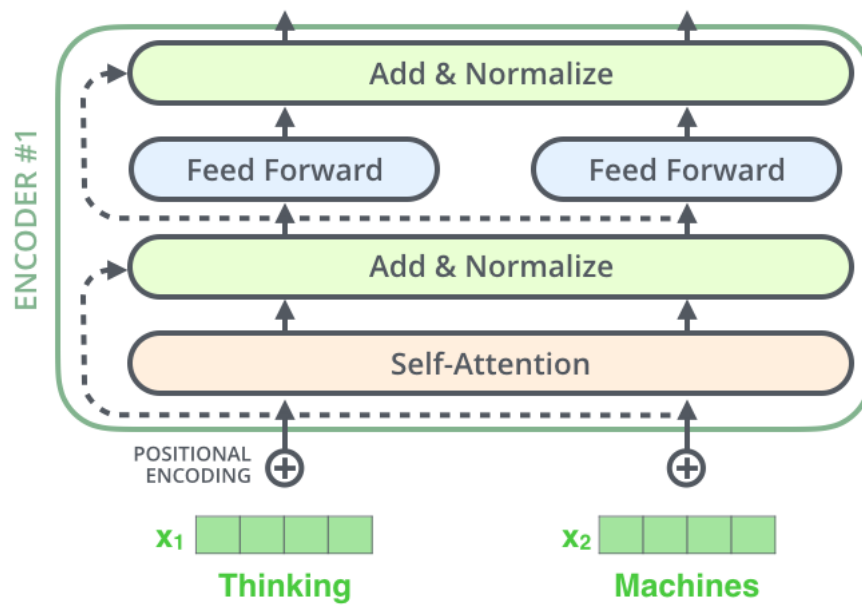 ENCODER #1
Add & Normalize
Feed Forward Feed Forward
Add & Normalize
Self-Attention
POSITIONAL
ENCODING
x₁ x₂
Thinking Machines